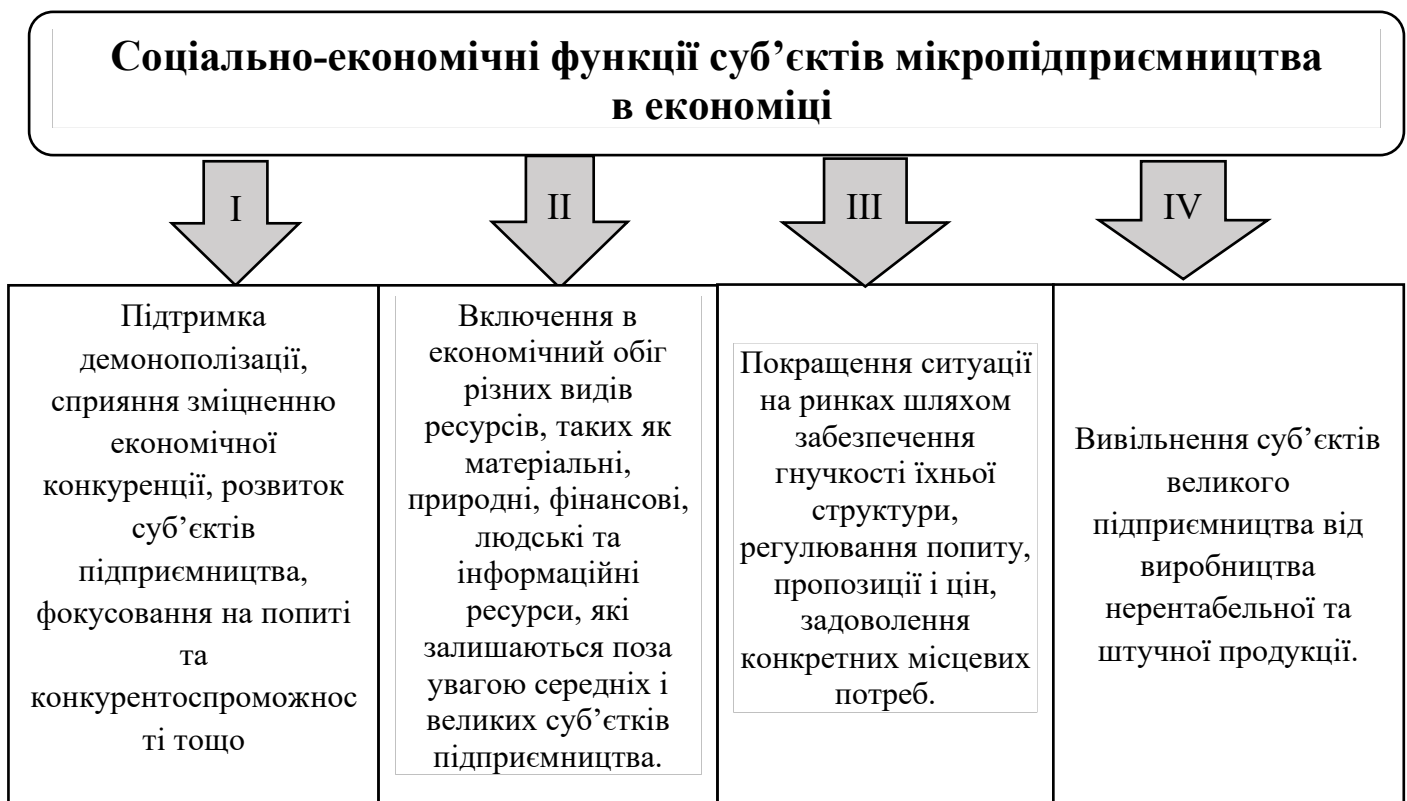 Соціально-економічні функції суб’єктів мікропідприємництва
в економіці
I
II
III
IV
Підтримка
демонополізації,
сприяння зміцненню
економічної
конкуренції, розвиток
суб’єктів
підприємництва,
фокусовання на попиті
та
конкурентоспроможнос
ті тощо
Включення в
економічний обіг
різних видів
ресурсів, таких як
матеріальні,
природні, фінансові,
людські та
інформаційні
ресурси, які
залишаються поза
увагою середніх і
великих суб’єтків
підприємництва.
Покращення ситуації
на ринках шляхом
забезпечення
гнучкості їхньої
структури,
регулювання попиту,
пропозиції і цін,
задоволення
конкретних місцевих
потреб.
Вивільнення суб’єктів
великого
підприємництва від
виробництва
нерентабельної та
штучної продукції.